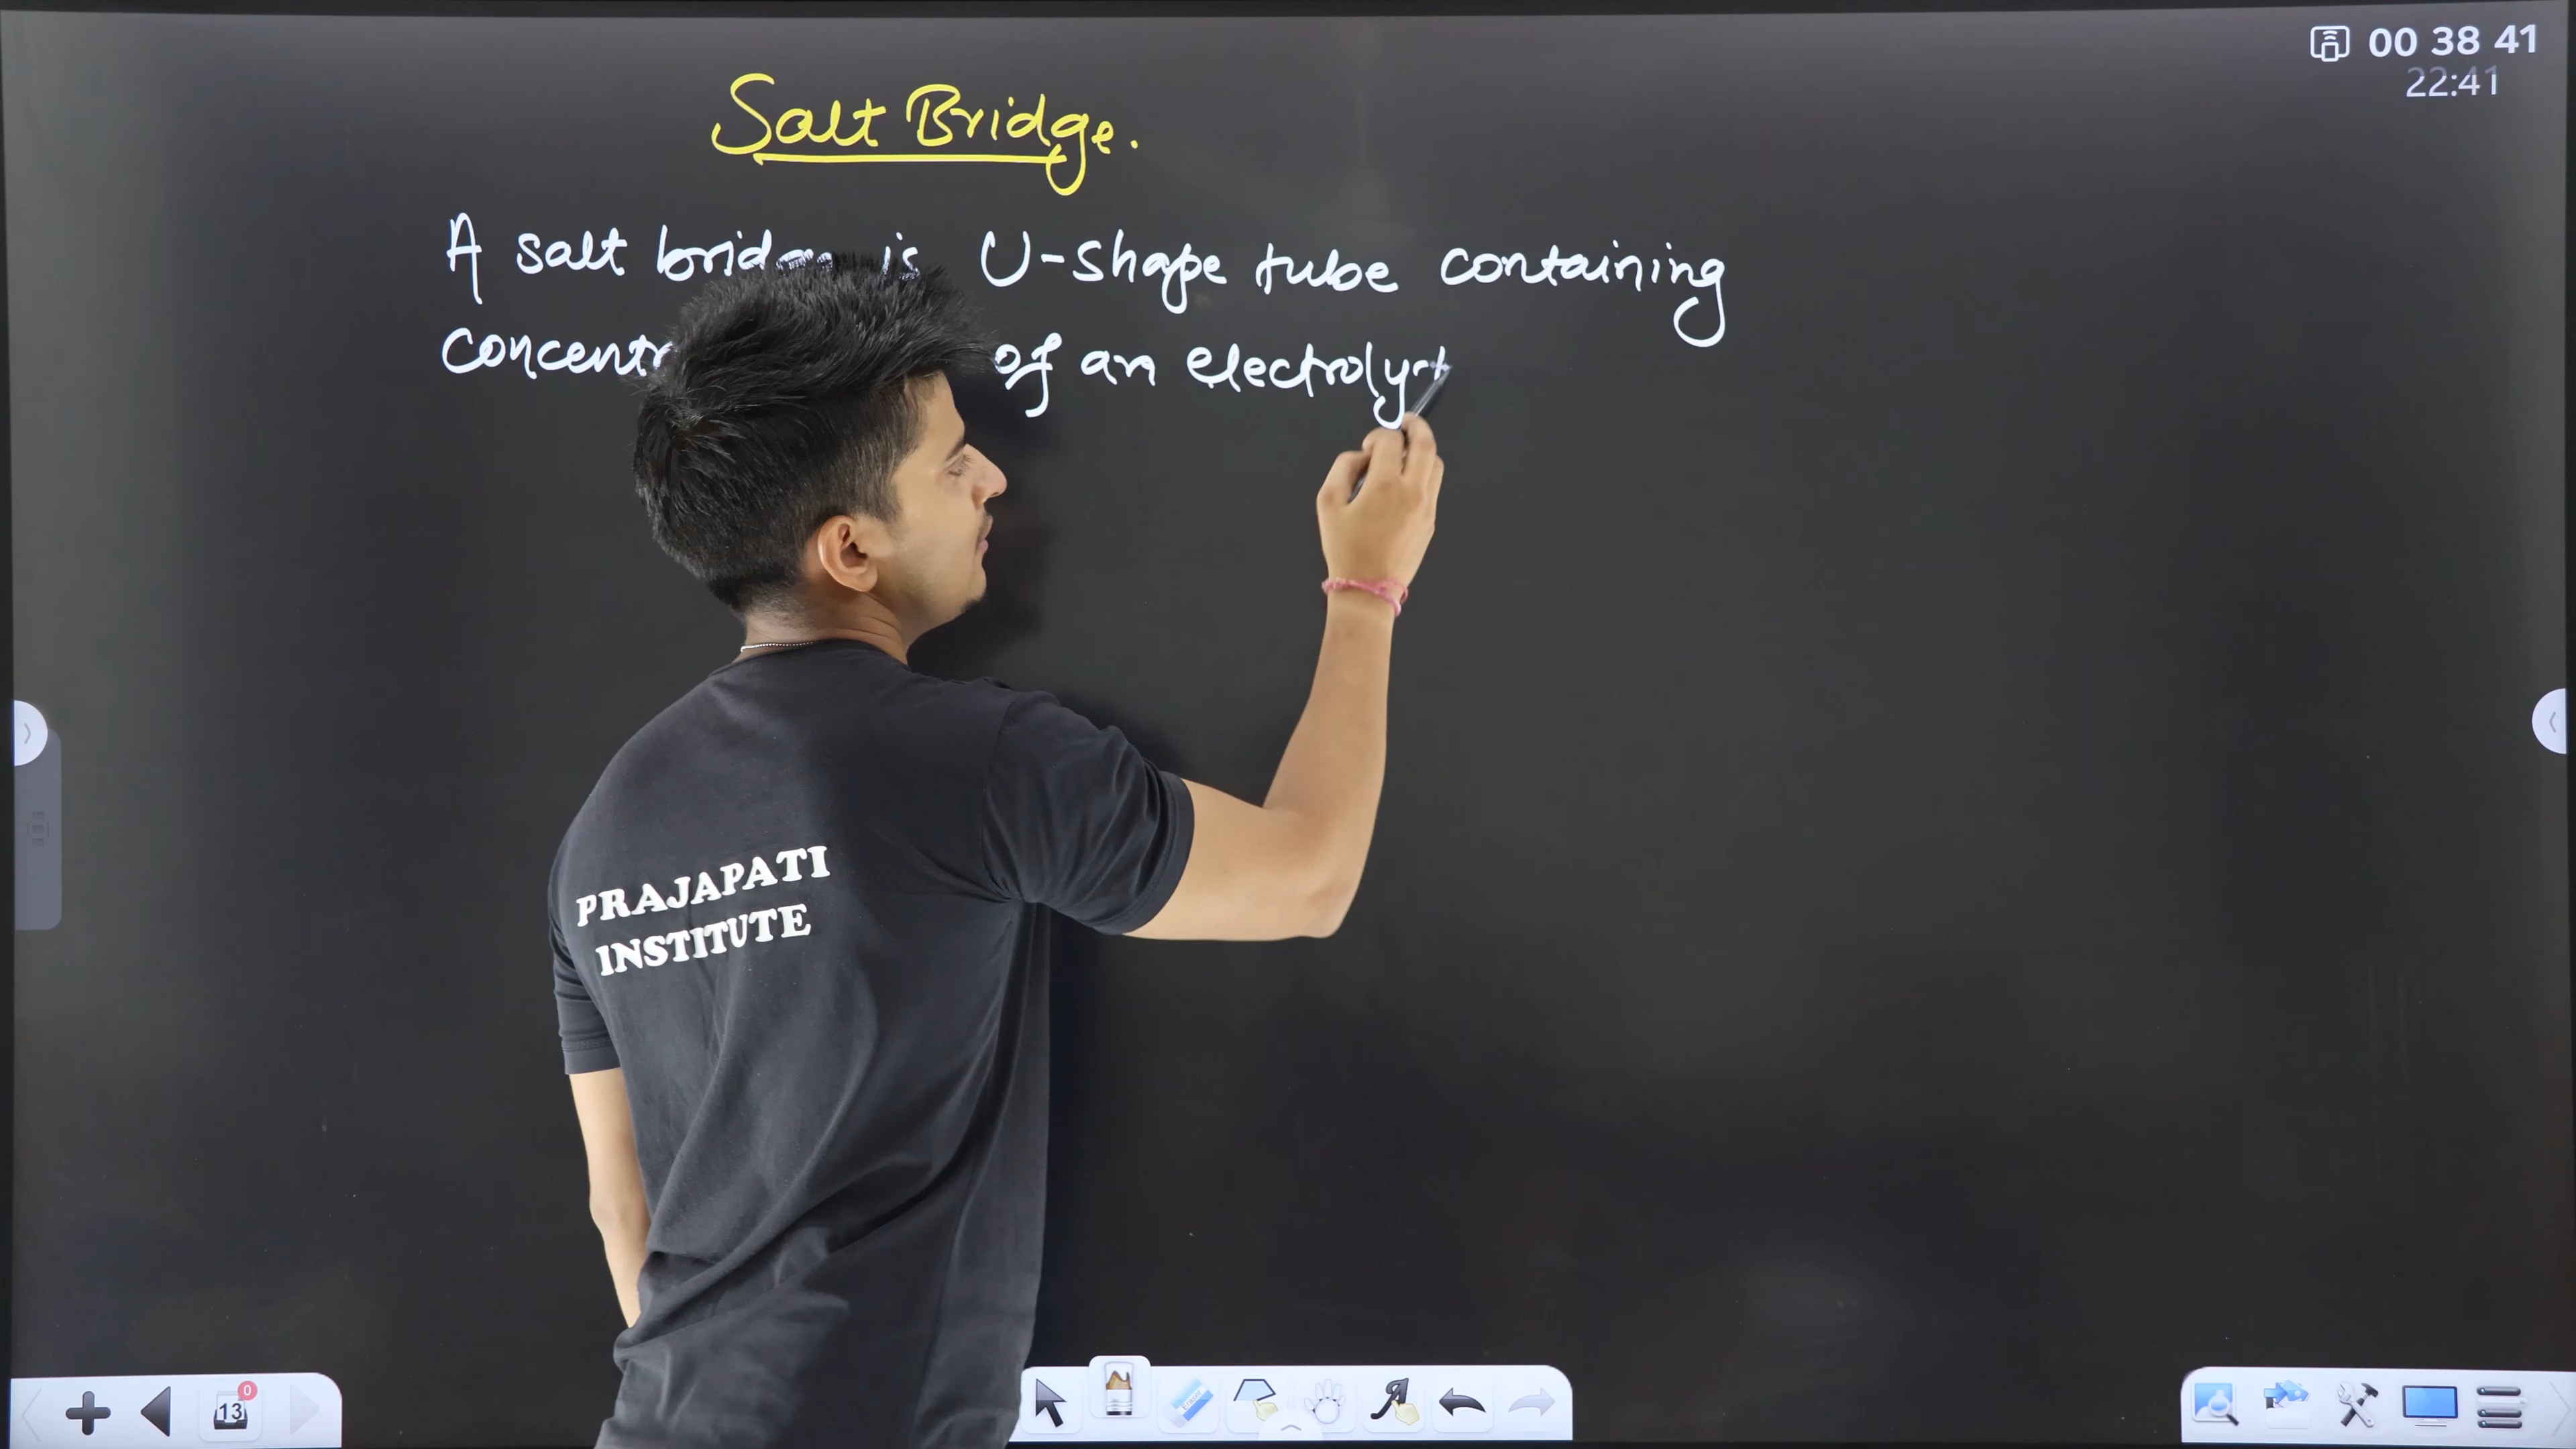 00 38 41
22:41
Salt Bridge.
A salt bridge is U-shape tube containing
of an electrolyt
PRAJAPATI
INSTITUTE
0
13